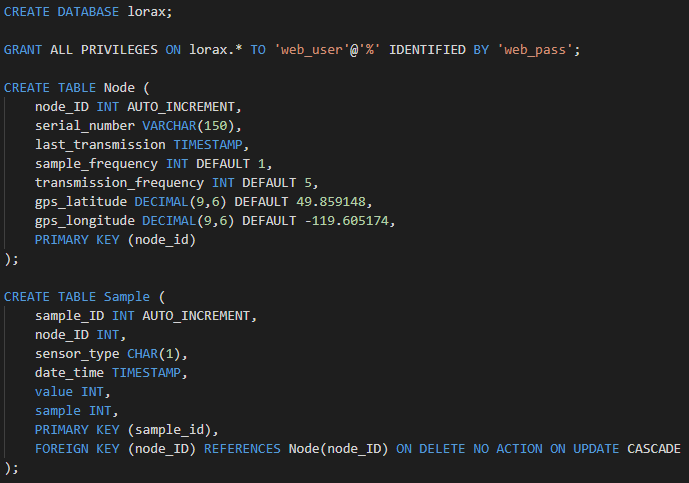 CREATE DATABASE lorax;
GRANT ALL PRIVILEGES ON lorax.* TO 'web_user'@'%' IDENTIFIED BY 'web_pass';
CREATE TABLE Node (
node_ID INT AUTO_INCREMENT,
serial_number VARCHAR(150),
last_transmission TIMESTAMP,
sample_frequency INT DEFAULT 1,
transmission_frequency INT DEFAULT 5,
gps_latitude DECIMAL(9,6) DEFAULT 49.859148,
gps_longitude DECIMAL(9,6) DEFAULT -119.605174,
PRIMARY KEY (node_id)
);
CREATE TABLE Sample (
sample_ID INT AUTO_INCREMENT,
node_ID INT,
sensor_type CHAR(1),
date_time TIMESTAMP,
value INT,
sample INT,
PRIMARY KEY (sample_id),
FOREIGN KEY (node_ID) REFERENCES Node(node_ID) ON DELETE NO ACTION ON UPDATE CASCADE
);